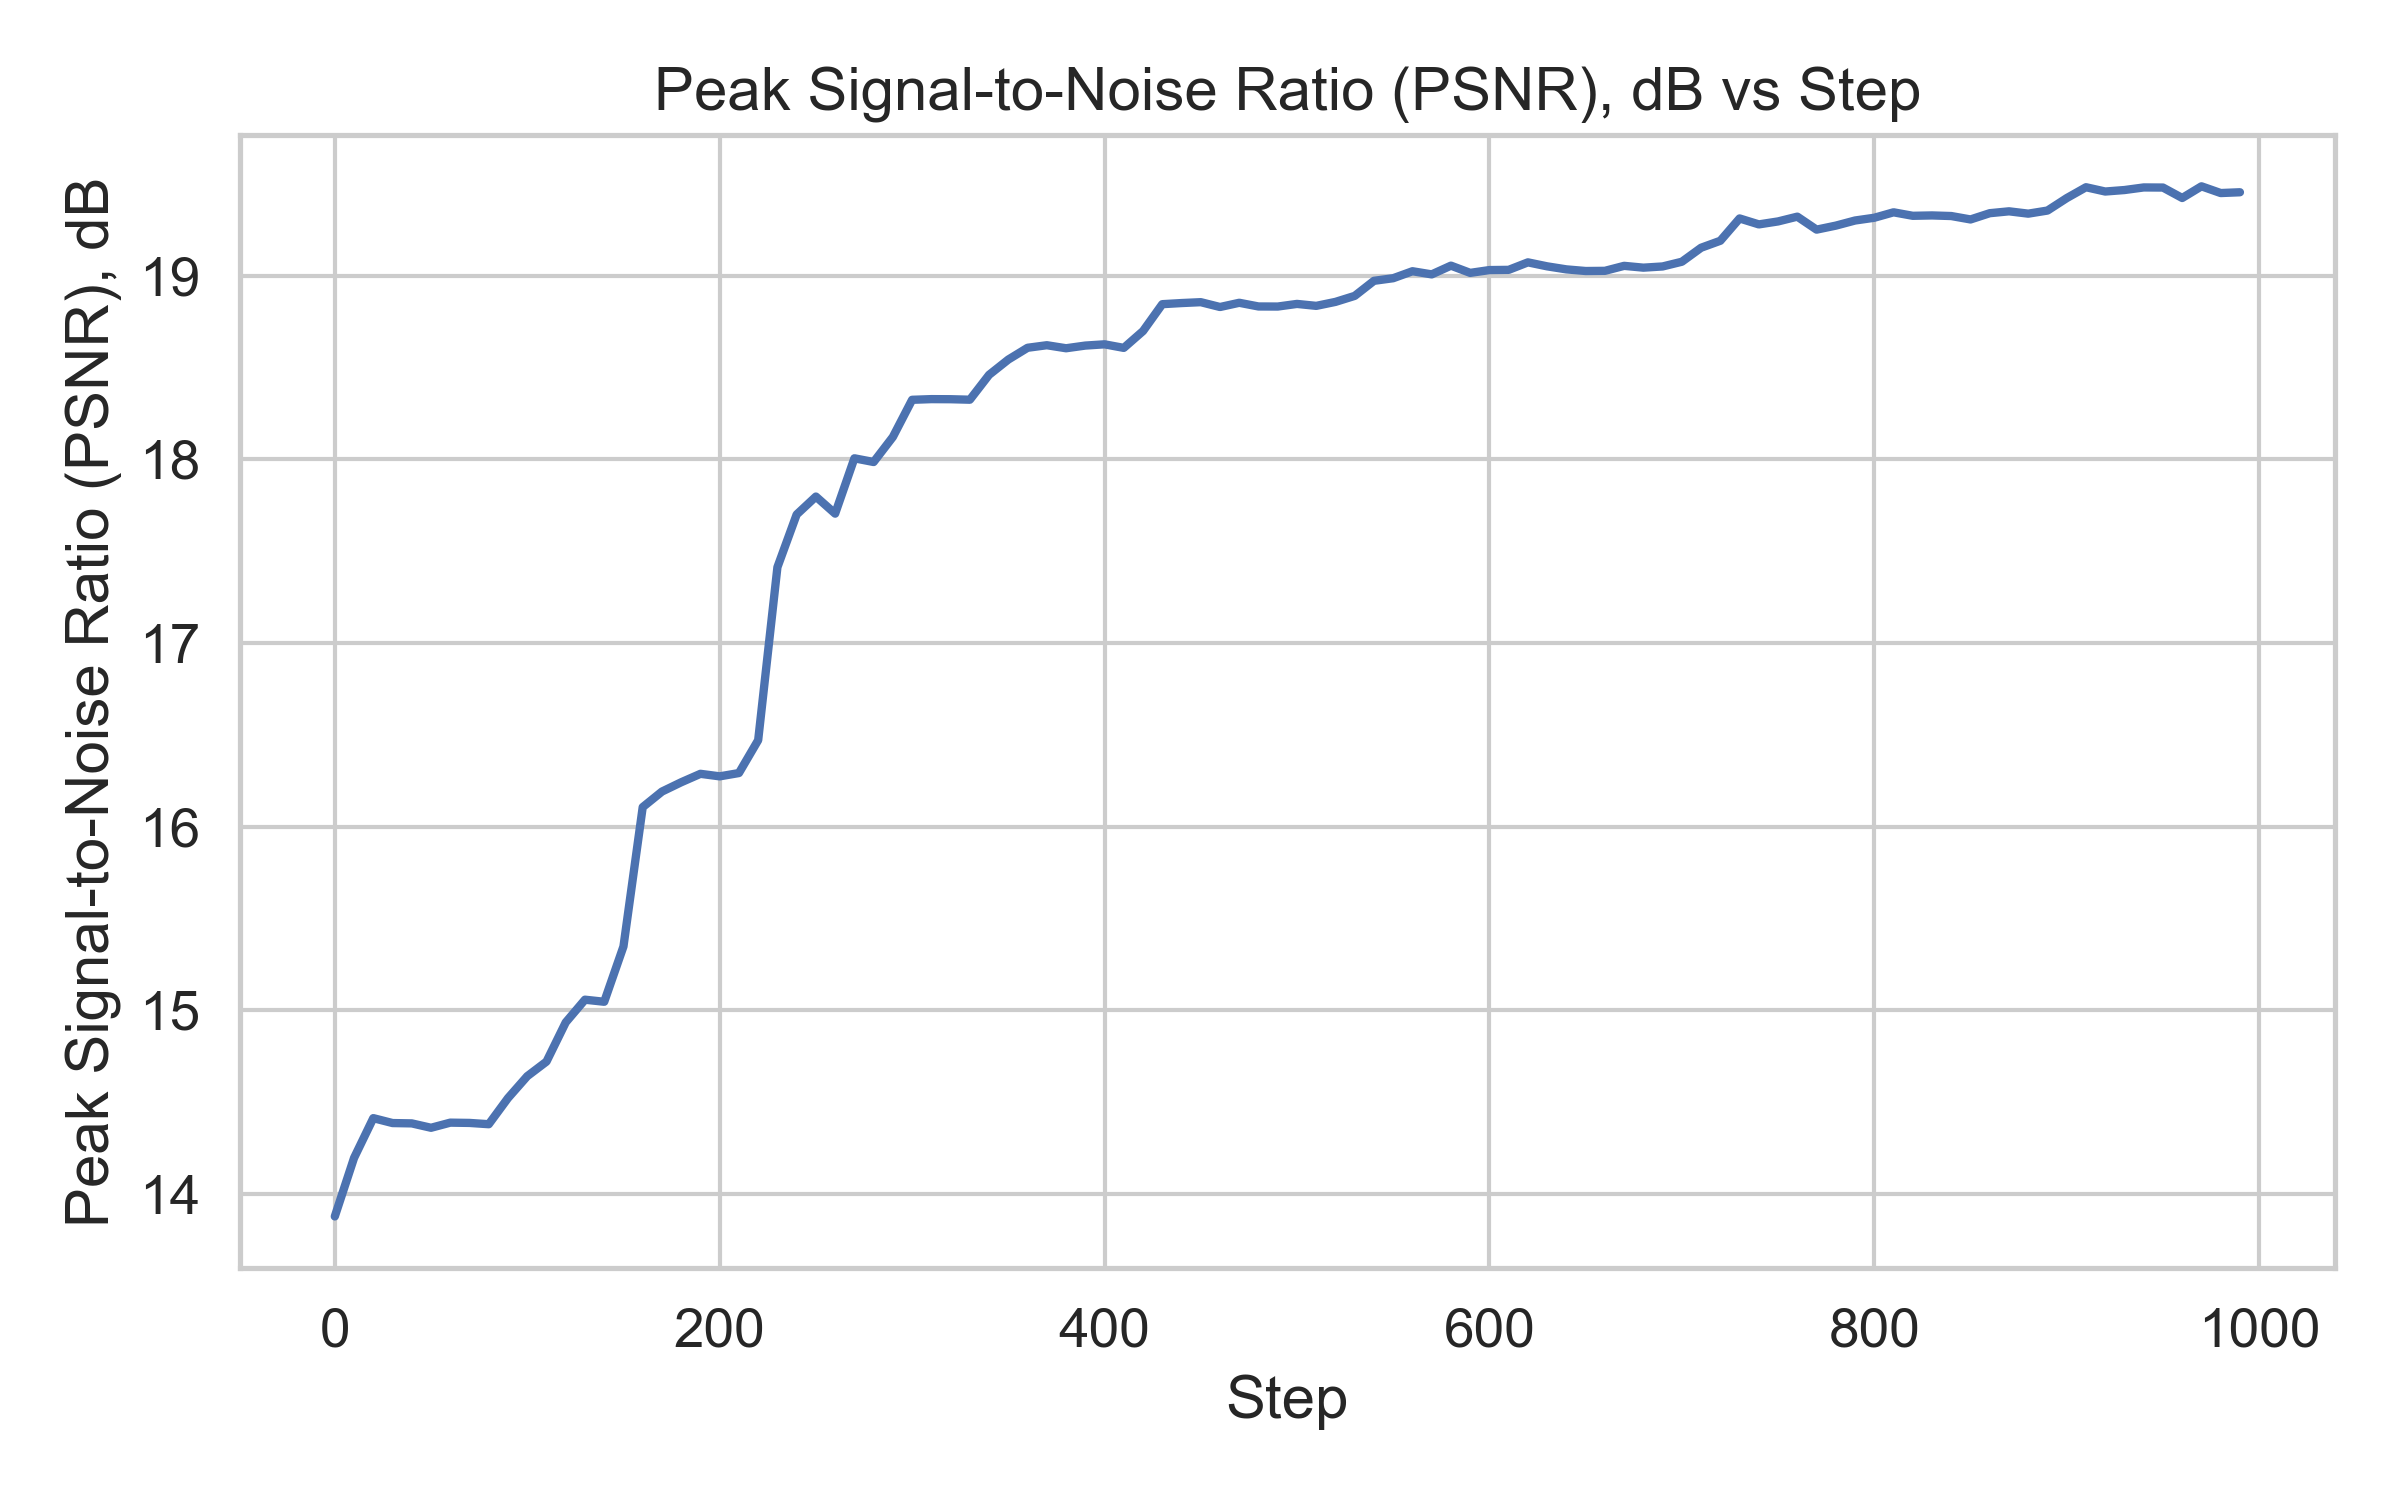 Peak Signal-to-Noise Ratio (PSNR), dB vs Step
Peak Signal-to-Noise Ratio (PSNR), dB
19
18
17
16
15
14
0 200 400 600 800 1000
Step